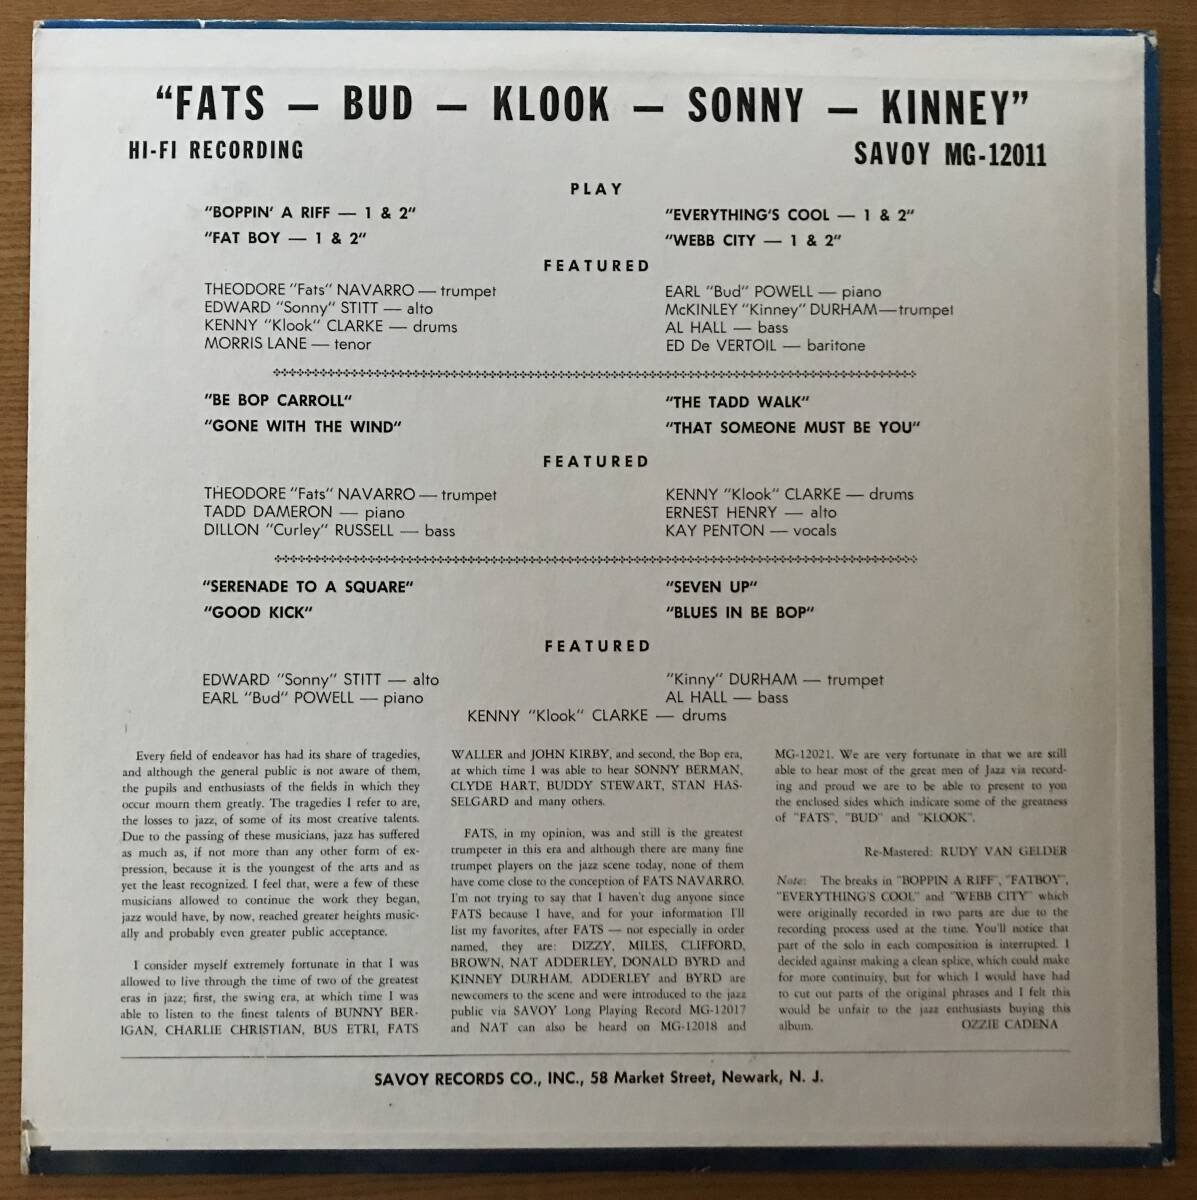 “FATS — BUD — KLOOK — SONNY — KINNEY”
HI-FI RECORDING
SAVOY MG-12011
PLAY
"BOPPIN' A RIFF — 1 & 2"
"FAT BOY — 1 & 2"
"EVERYTHING'S COOL — 1 & 2"
"WEBB CITY — 1 & 2"
FEATURED
THEODORE "Fats" NAVARRO — trumpet
EDWARD "Sonny" STITT — alto
KENNY "Klook" CLARKE — drums
MORRIS LANE — tenor
EARL "Bud" POWELL — piano
McKINLEY "Kinney" DURHAM—trumpet
AL HALL — bass
ED De VERTOIL — baritone
"BE BOP CARROLL"
"GONE WITH THE WIND"
"THE TADD WALK"
"THAT SOMEONE MUST BE YOU"
FEATURED
THEODORE "Fats" NAVARRO — trumpet
TADD DAMERON — piano
DILLON "Curley" RUSSELL — bass
KENNY "Klook" CLARKE — drums
ERNEST HENRY — alto
KAY PENTON — vocals
"SERENADE TO A SQUARE"
"GOOD KICK"
"SEVEN UP"
"BLUES IN BE BOP"
FEATURED
EDWARD "Sonny" STITT — alto
EARL "Bud" POWELL — piano
"Kinny" DURHAM — trumpet
AL HALL — bass
KENNY "Klook" CLARKE — drums
Every field of endeavor has had its share of tragedies,
and although the general public is not aware of them,
the pupils and enthusiasts of the fields in which they
occur mourn them greatly. The tragedies I refer to are,
the losses to jazz, of some of its most creative talents.
Due to the passing of these musicians, jazz has suffered
as much as, if not more than any other form of ex-
pression, because it is the youngest of the arts and as
yet the least recognized. I feel that, were a few of these
musicians allowed to continue the work they began,
jazz would have, by now, reached greater heights music-
ally and probably even greater public acceptance.
I consider myself extremely fortunate in that I was
allowed to live through the time of two of the greatest
eras in jazz; first, the swing era, at which time I was
able to listen to the finest talents of BUNNY BER-
IGAN, CHARLIE CHRISTIAN, BUS ETRI, FATS
WALLER and JOHN KIRBY, and second, the Bop era,
at which time I was able to hear SONNY BERMAN,
CLYDE HART, BUDDY STEWART, STAN HAS-
SELGARD and many others.
FATS, in my opinion, was and still is the greatest
trumpeter in this era and although there are many fine
trumpet players on the jazz scene today, none of them
have come close to the conception of FATS NAVARRO.
I'm not trying to say that I haven't dug anyone since
FATS because I have, and for your information I'll
list my favorites, after FATS — not especially in order
named, they are: DIZZY, MILES, CLIFFORD,
BROWN, NAT ADDERLEY, DONALD BYRD and
KINNEY DURHAM. ADDERLEY and BYRD are
newcomers to the scene and were introduced to the jazz
public via SAVOY Long Playing Record MG-12017
and NAT can also be heard on MG-12018 and
MG-12021. We are very fortunate in that we are still
able to hear most of the great men of Jazz via record-
ing and proud we are to be able to present to you
the enclosed sides which indicate some of the greatness
of "FATS", "BUD" and "KLOOK".
Re-Mastered: RUDY VAN GELDER
Note: The breaks in "BOPPIN A RIFF", "FATBOY",
"EVERYTHING'S COOL" and "WEBB CITY" which
were originally recorded in two parts are due to the
recording process used at the time. You'll notice that
part of the solo in each composition is interrupted. I
decided against making a clean splice, which could make
for more continuity, but for which I would have had
to cut out parts of the original phrases and I felt this
would be unfair to the jazz enthusiasts buying this
album. OZZIE CADENA
SAVOY RECORDS CO., INC., 58 Market Street, Newark, N. J.